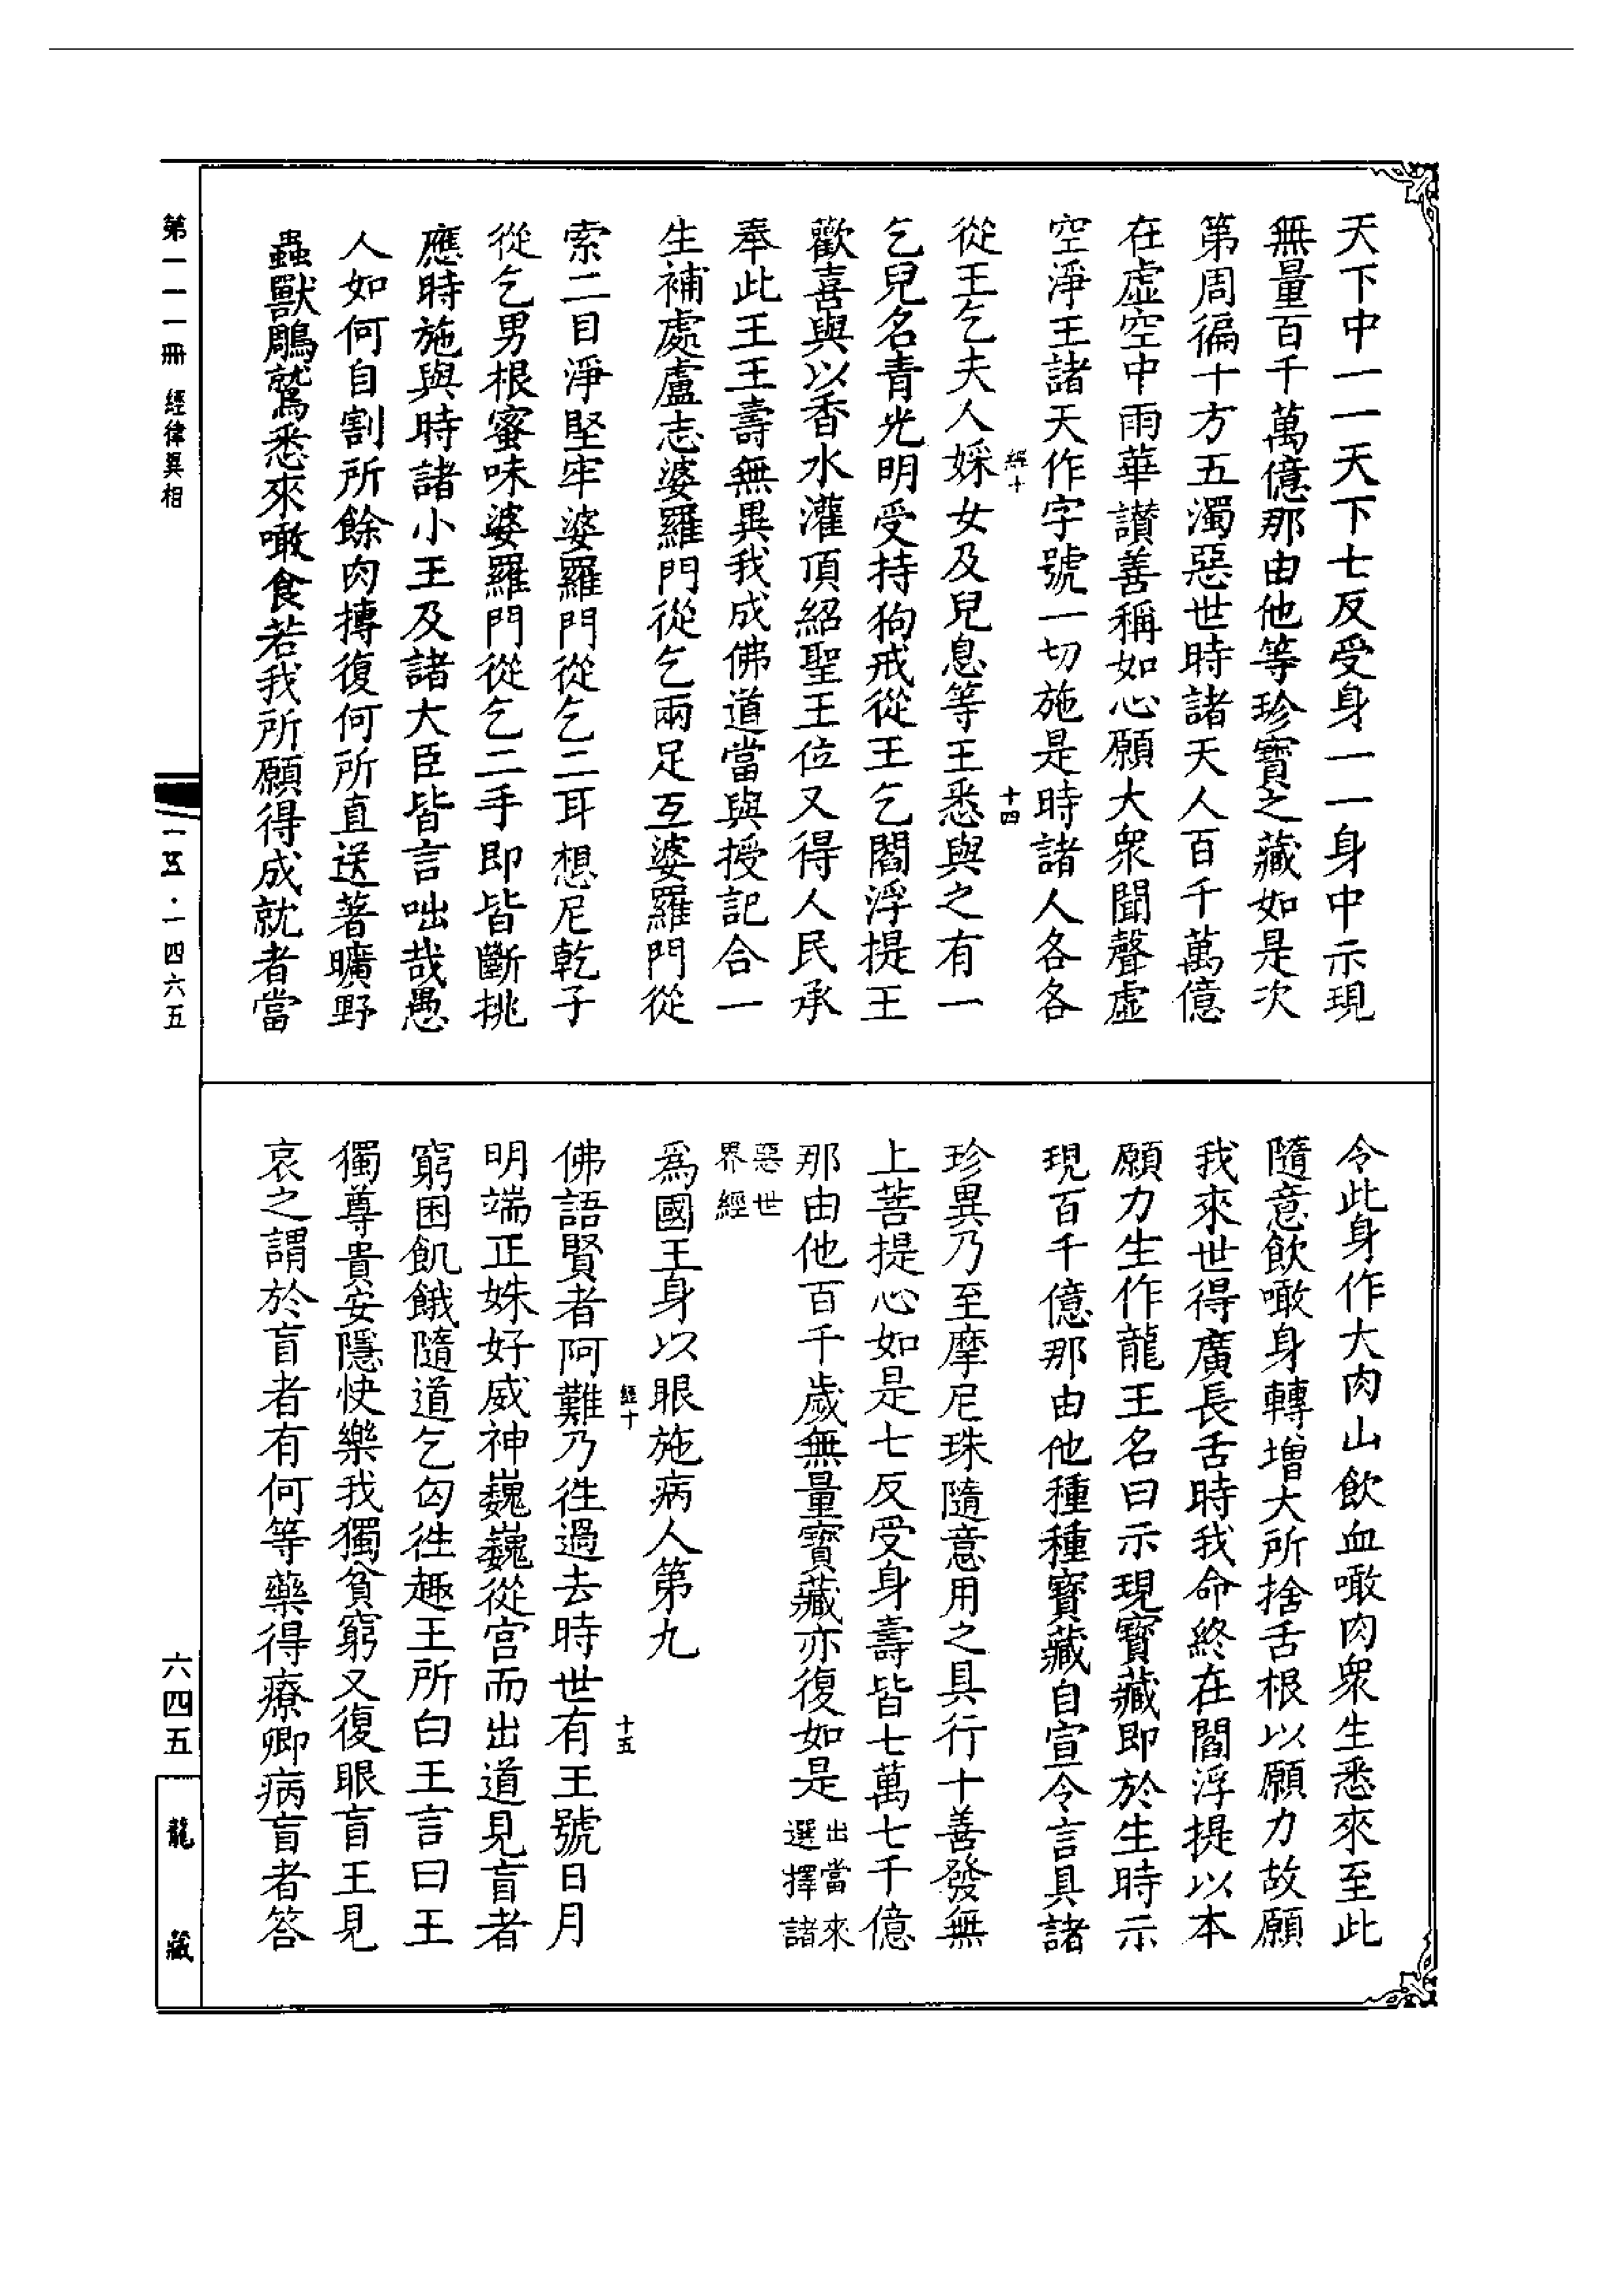 天下中一一天下七反受身一一身中示現
無量百千萬億那由他等珍寶之藏如是次
第周徧十方五濁惡世時諸天人百千萬億
在虛空中雨華讃善稱如心願大衆聞聲虛
空淨王諸天作字號一切施是時諸人各各
經十
十四
從王乞夫人婇女及兒息等王悉與之有一
乞兒名青光明受持狗戒從王乞閻浮提王
歡喜與以香水灌頂紹聖王位又得人民承
奉此王王壽無異我成佛道當與授記合一
生補處盧志婆羅門從乞兩足互婆羅門從
索二目淨堅牢婆羅門從乞二耳想尼乾子
從乞男根蜜味婆羅門從乞二手即皆斷挑
應時施與時諸小王及諸大臣皆言咄哉愚
人如何自割所餘肉摶復何所直送著曠野
蟲獸鵰鷲悉來噉食若我所願得成就者當
令此身作大肉山飲血噉肉衆生悉來至此
隨意飲噉身轉增大所捨舌根以願力故願
我來世得廣長舌時我命終在閻浮提以本
願力生作龍王名曰示現寶藏即於生時示
現百千億那由他種種寶藏自宣令言具諸
珍異乃至摩尼珠隨意用之具行十善發無
上菩提心如是七反受身壽皆七萬七千億
那由他百千歲無量寶藏亦復如是出當來選擇諸
惡世界經
爲國王身以眼施病人第九
經十
十五
佛語賢者阿難乃徃過去時世有王號日月
明端正姝好威神巍巍從宮而出道見盲者
窮困飢餓隨道乞匃徃趣王所白王言曰王
獨尊貴安隱快樂我獨貧窮又復眼盲王見
哀之謂於盲者有何等藥得療卿病盲者答
第一一一冊 經律異相
一五·一四六五
六四五
龍藏